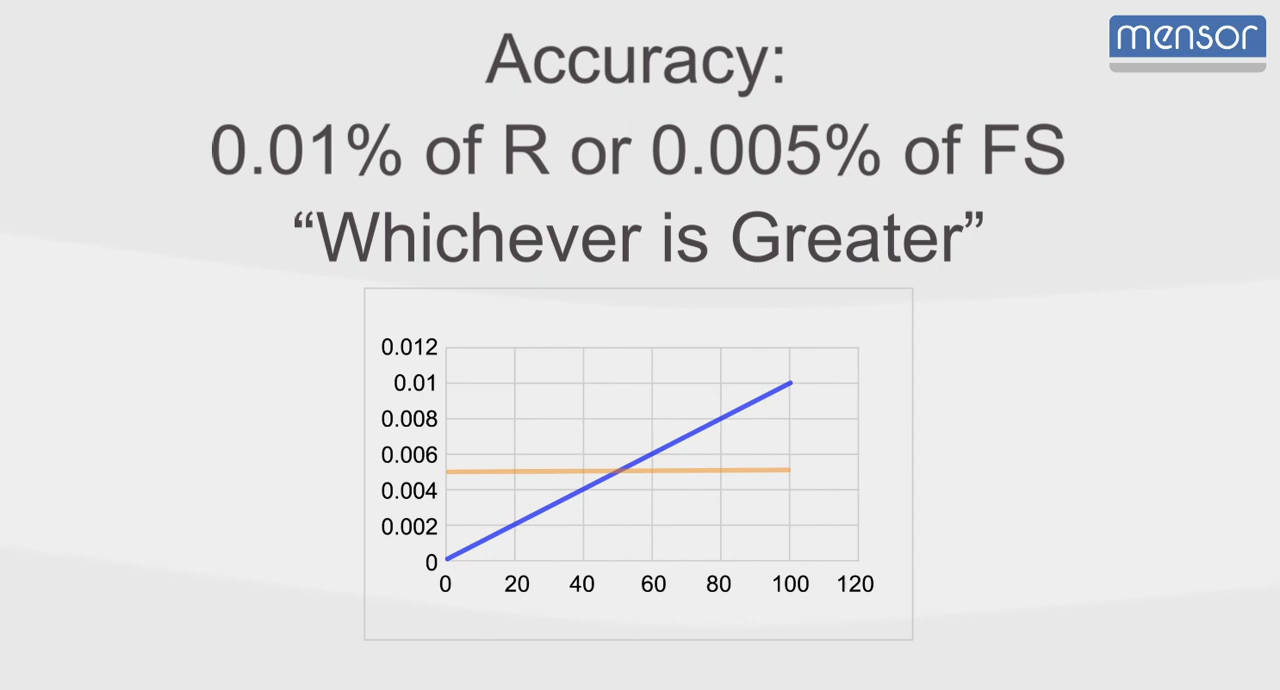 mensor
Accuracy:
0.01% of R or 0.005% of FS
“Whichever is Greater”
0.012
0.01
0.008
0.006
0.004
0.002
0
0 20 40 60 80 100 120